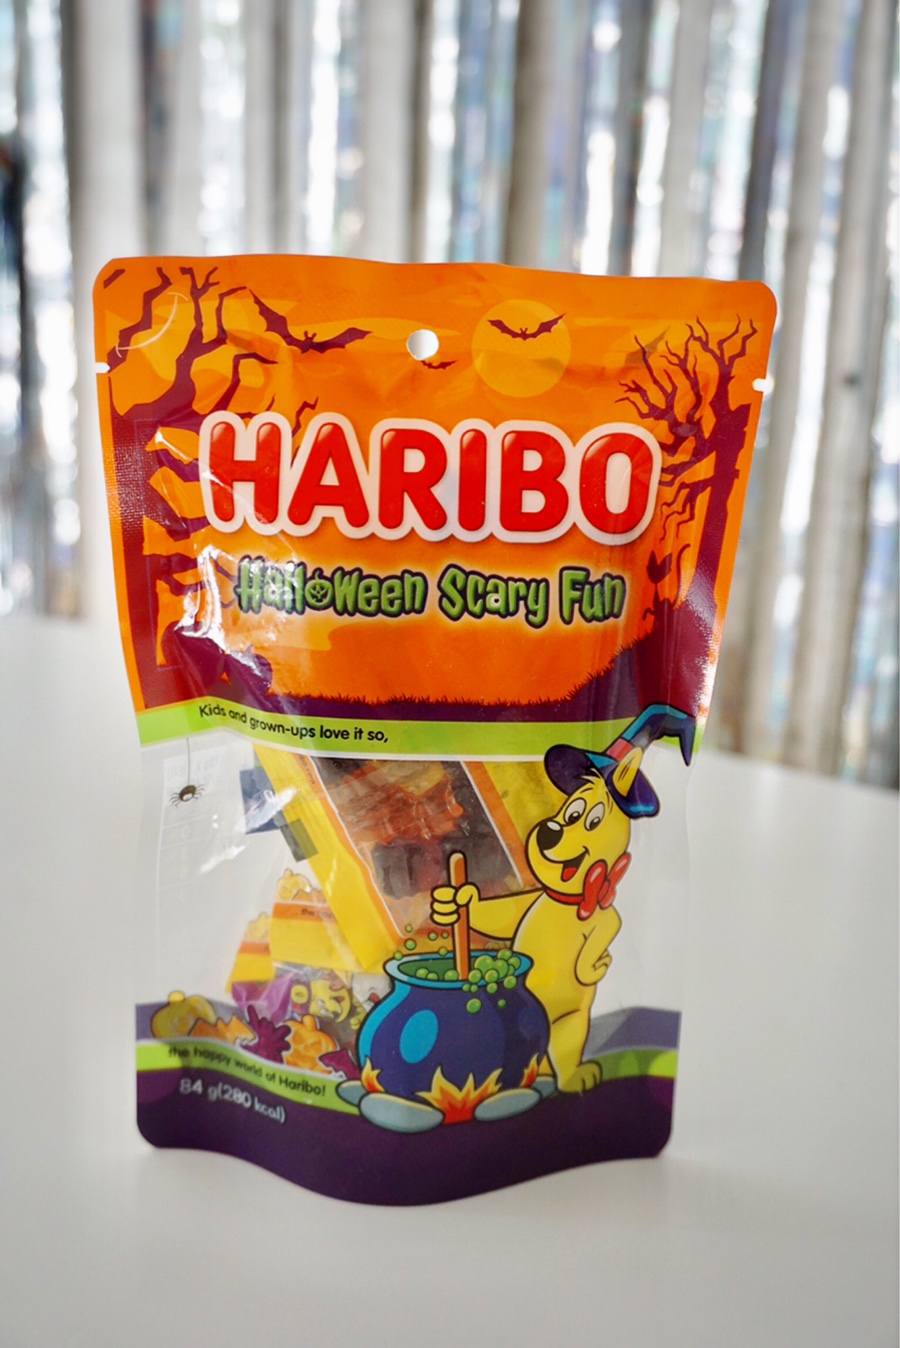 HARIBO
Halloween Scary Fun
Kids and grown-ups love it so,
the happy world of Haribo!
84 g(280 kcal)